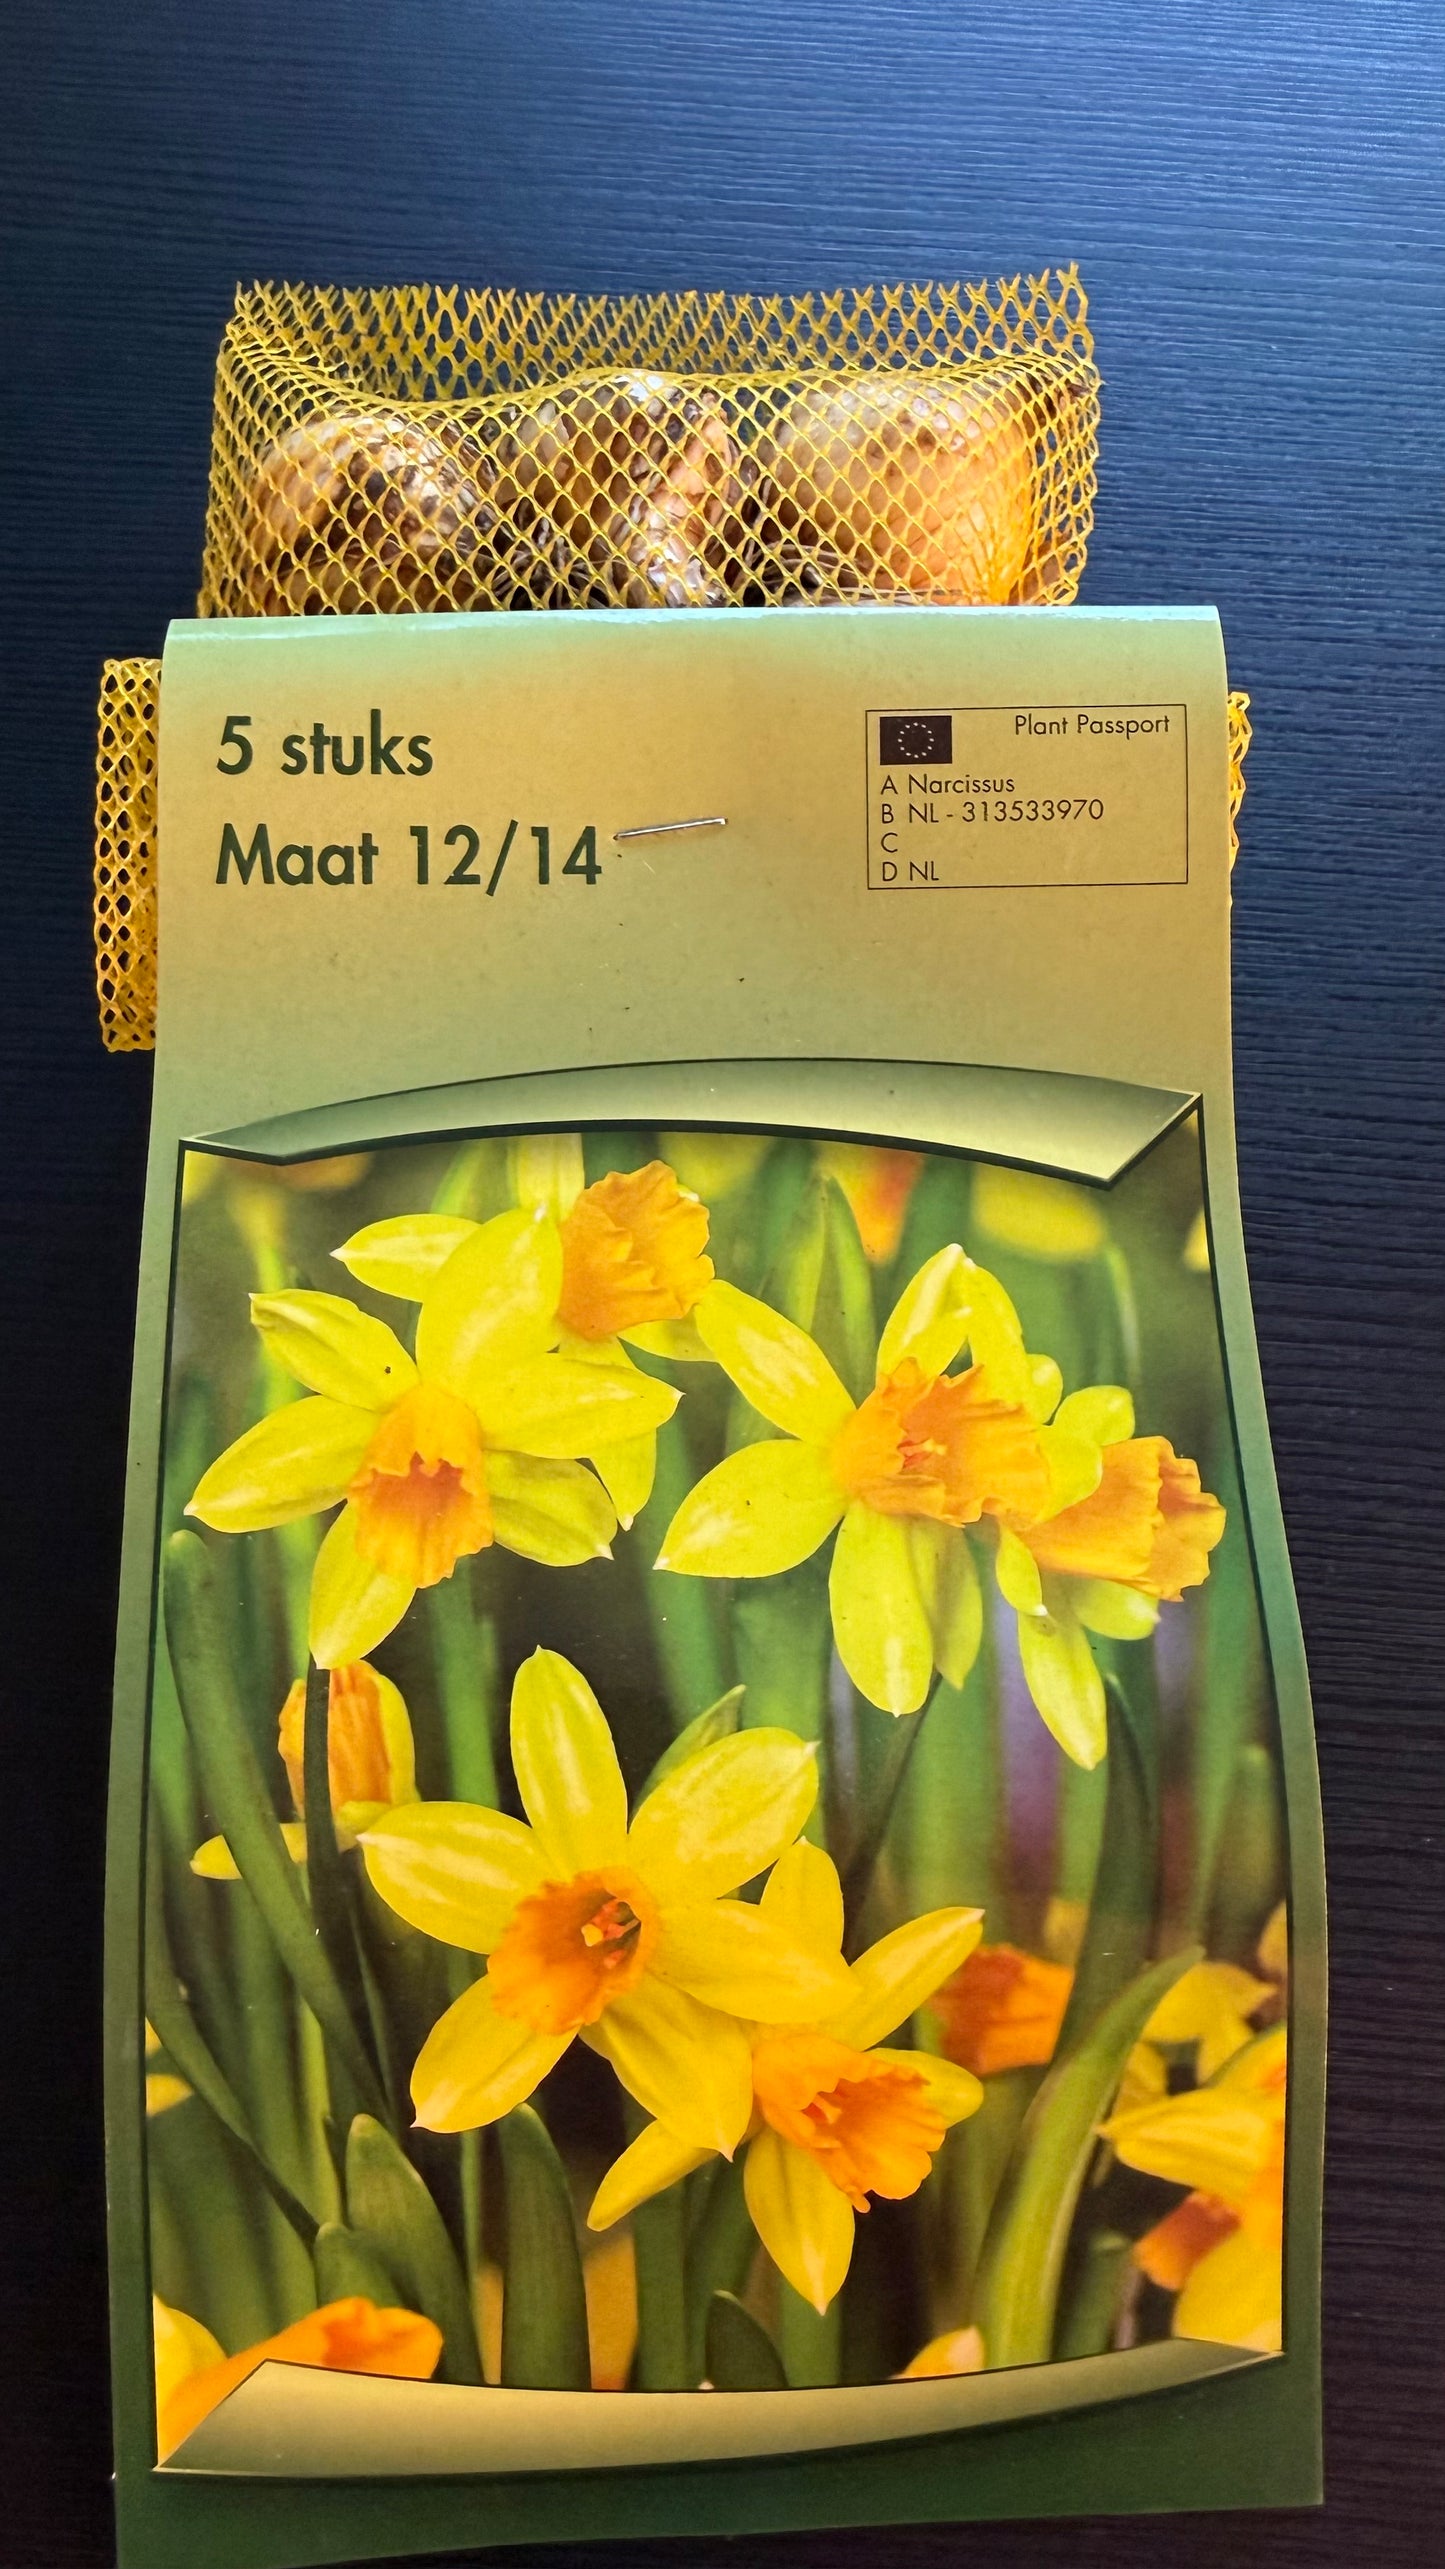 5 stuks
Maat 12/14
Plant Passport
A Narcissus
B NL - 313533970
C
D NL